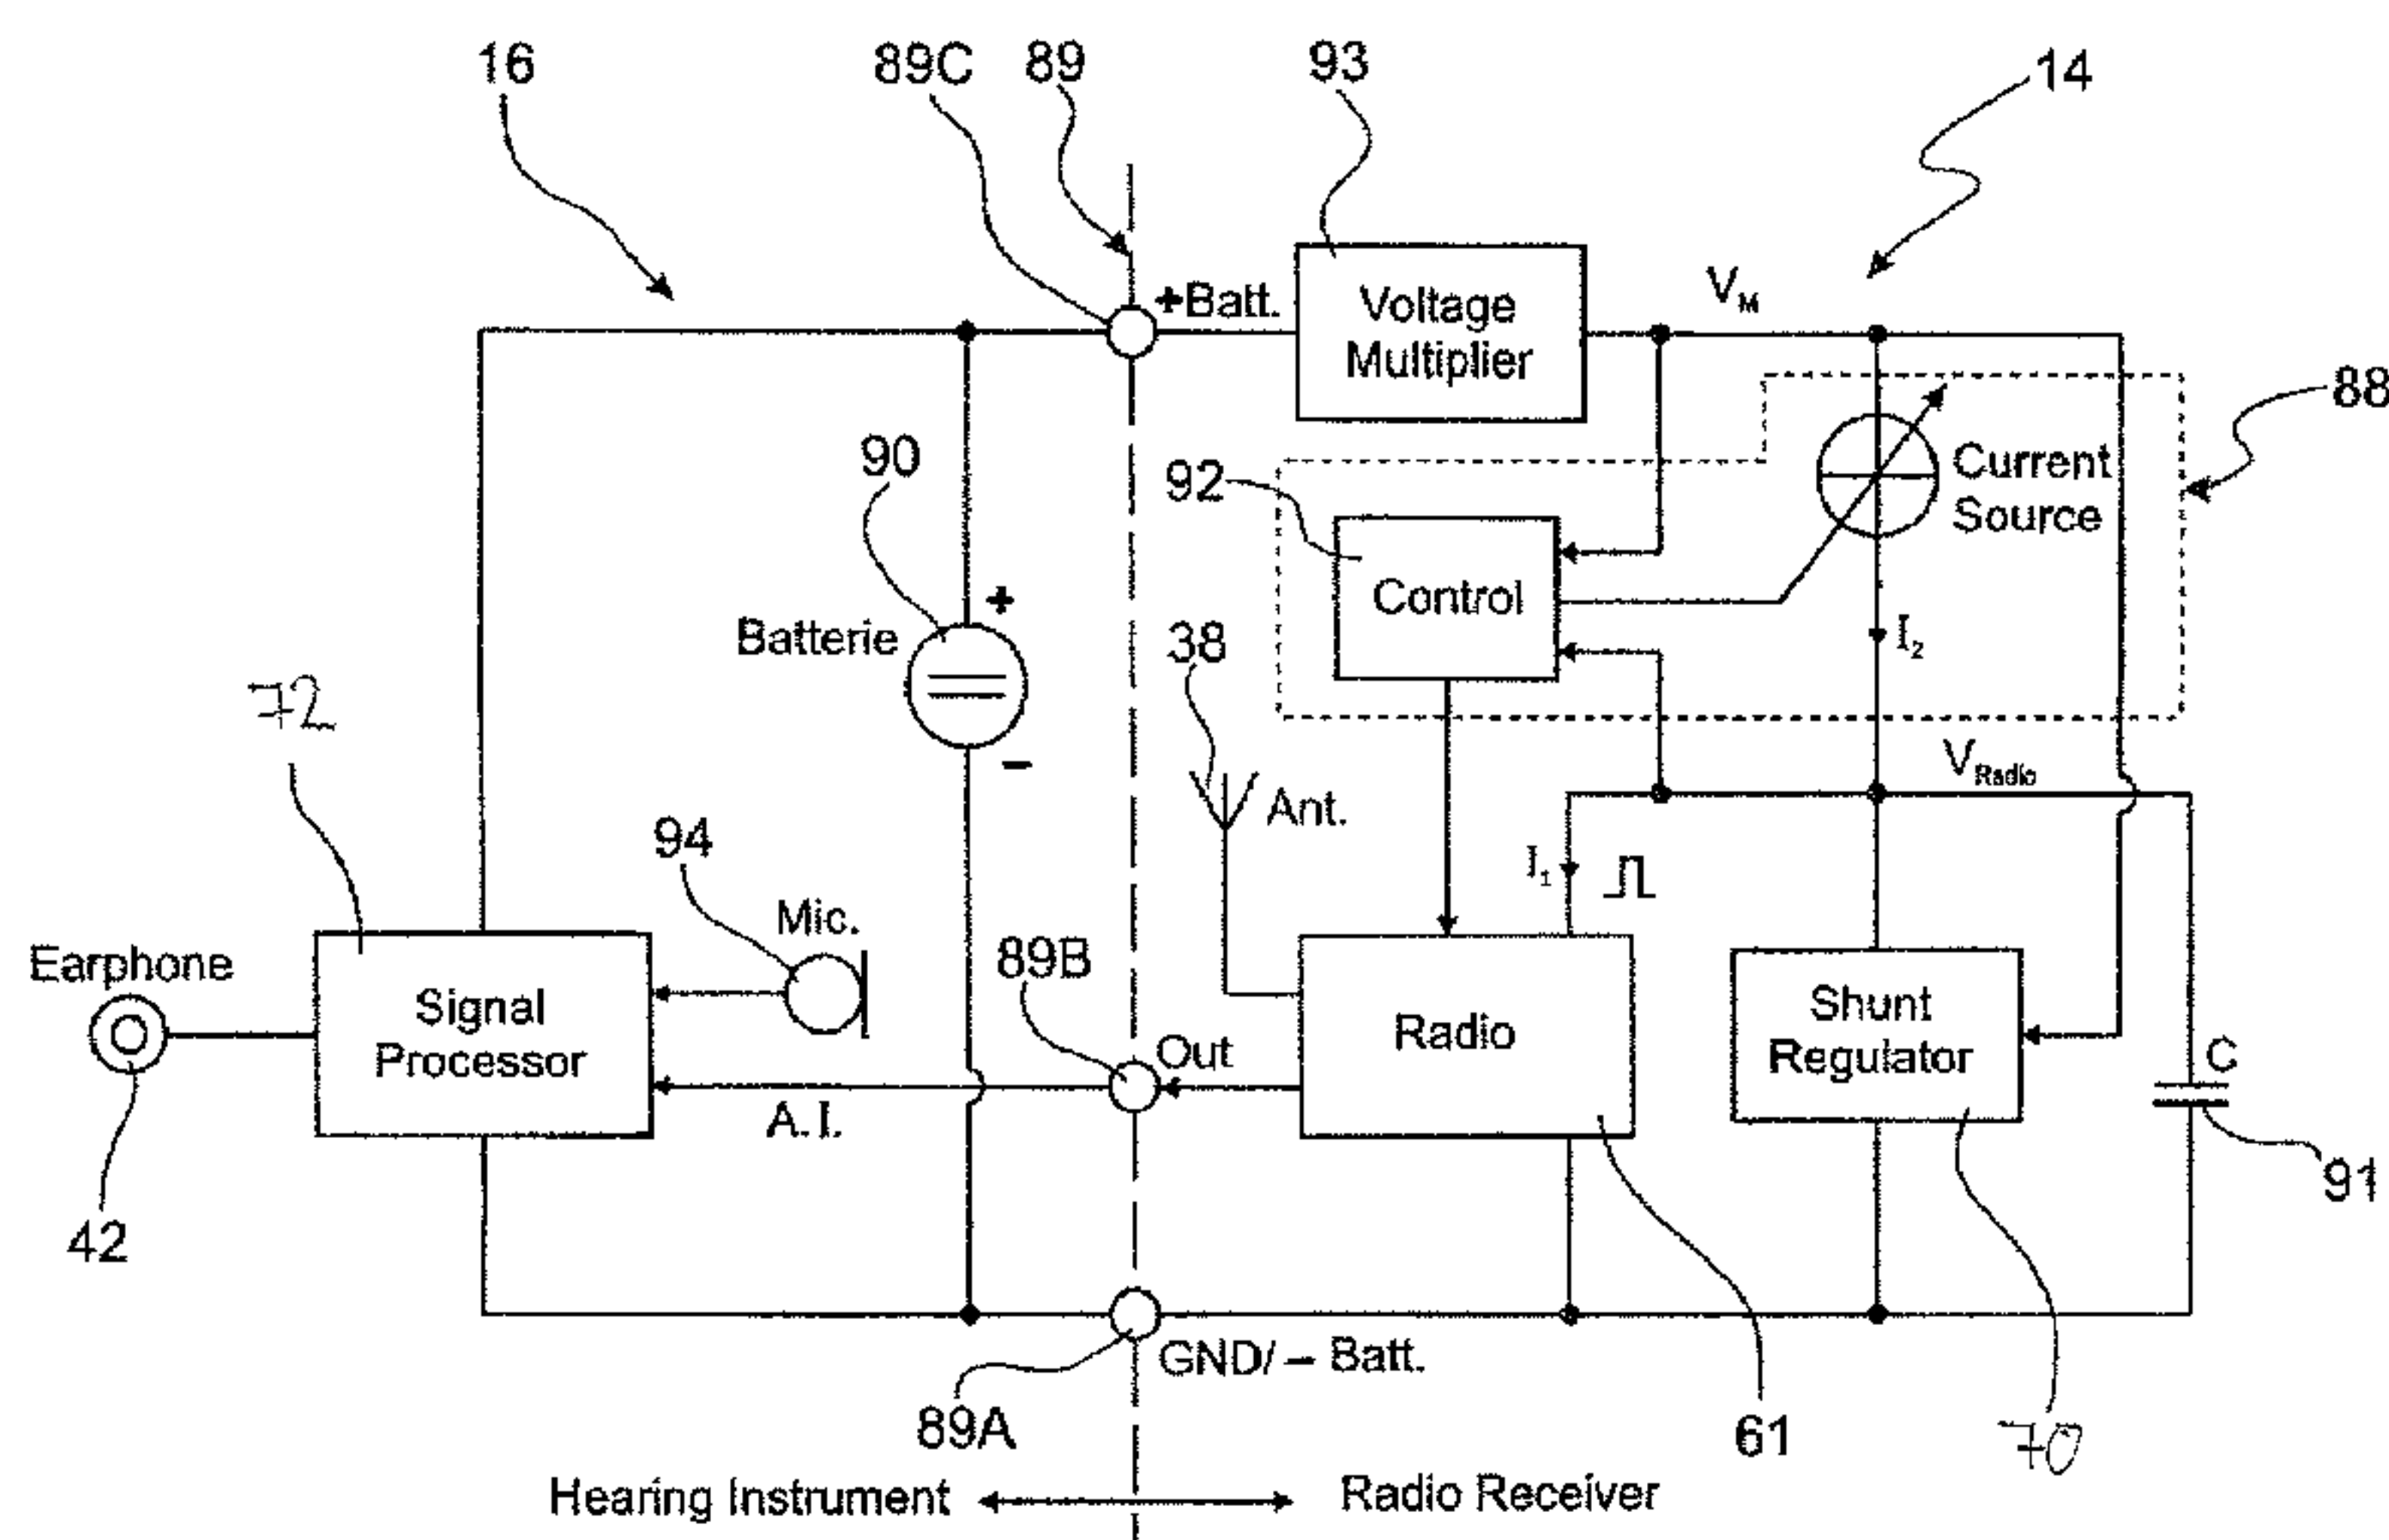 16
89C
89
93
14
+Batt.
Voltage
Multiplier
V_M
88
90
92
Current
Source
Control
+
Batterie
38
I₂
72
-
V_Radio
94
Ant.
I₁
Mic.
Earphone
89B
Signal
Processor
Out
Radio
Shunt
Regulator
C
A.I.
91
42
GND/ - Batt.
89A
61
70
Hearing Instrument
Radio Receiver